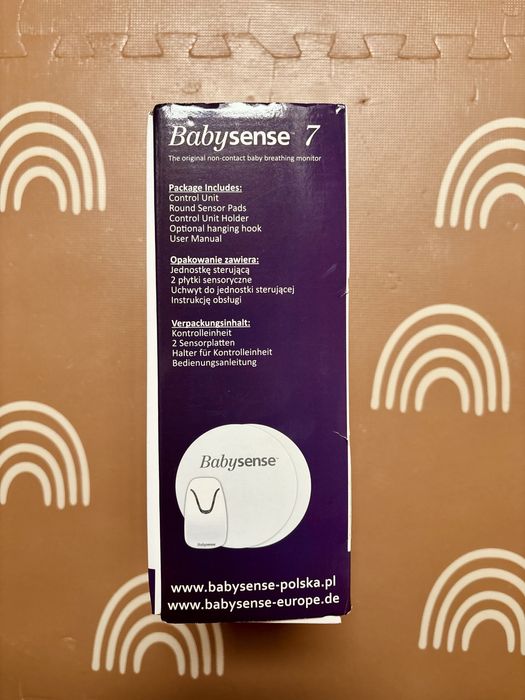 Babysense™ 7
The original non-contact baby breathing monitor
Package Includes:
Control Unit
Round Sensor Pads
Control Unit Holder
Optional hanging hook
User Manual
Opakowanie zawiera:
Jednostkę sterującą
2 płytki sensoryczne
Uchwyt do jednostki sterującej
Instrukcję obsługi
Verpackungsinhalt:
Kontrolleinheit
2 Sensorplatten
Halter für Kontrolleinheit
Bedienungsanleitung
Babysense™
Babysense
www.babysense-polska.pl
www.babysense-europe.de